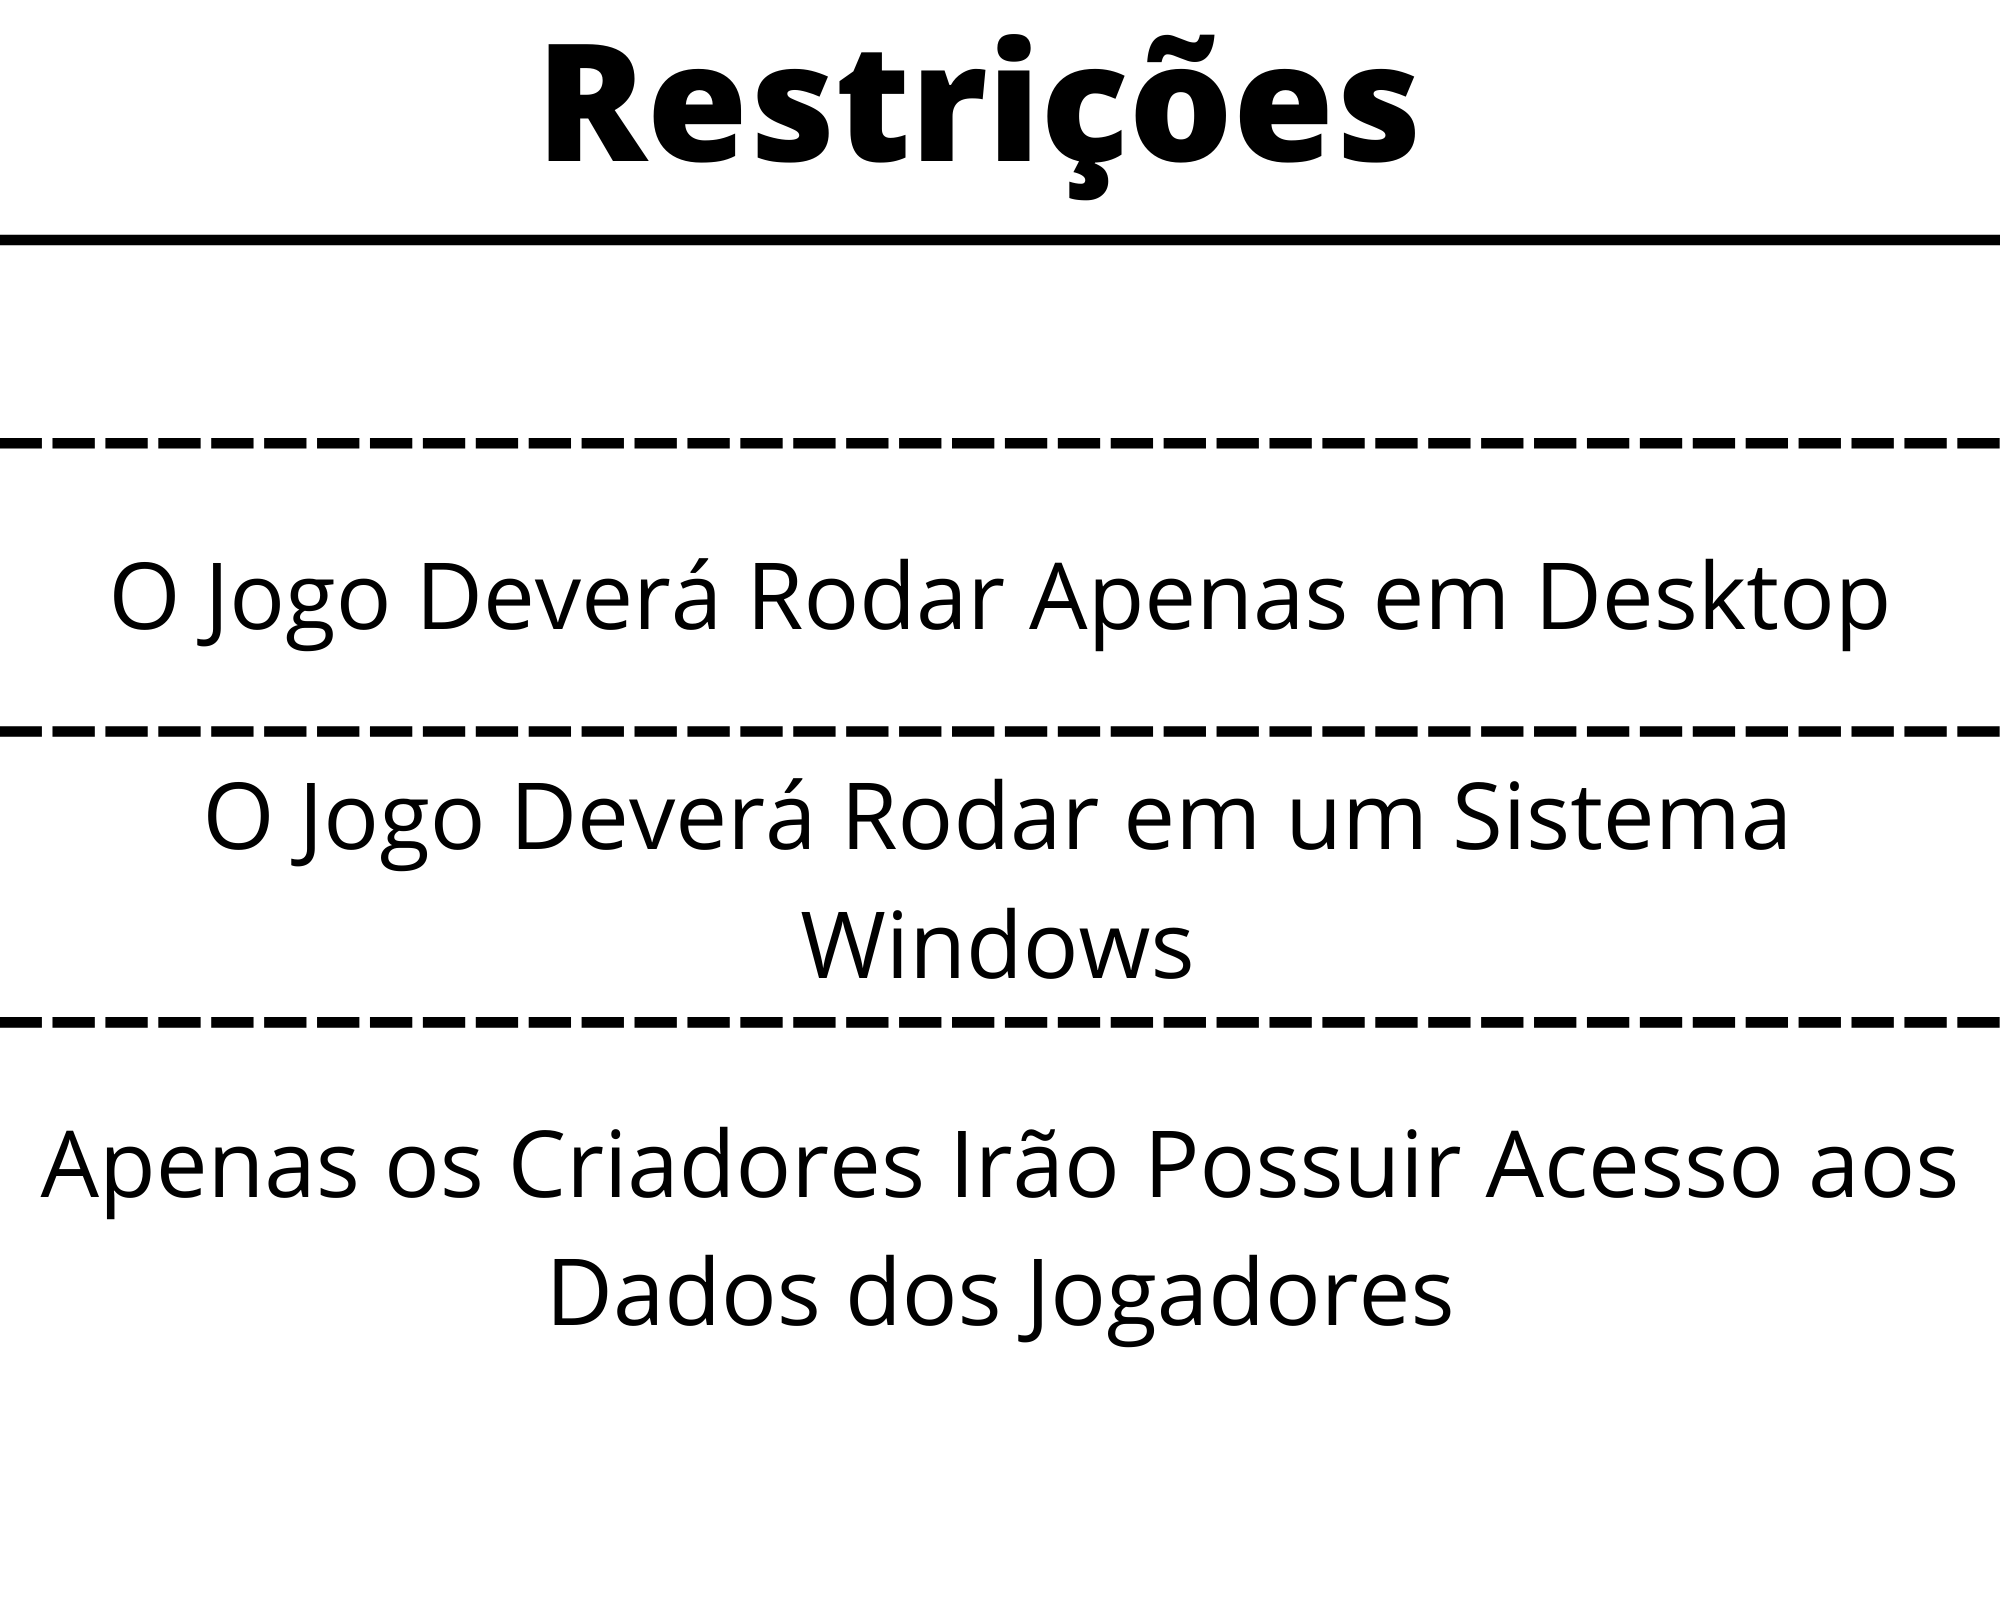 Restrições
O Jogo Deverá Rodar Apenas em Desktop
O Jogo Deverá Rodar em um Sistema
Windows
Apenas os Criadores Irão Possuir Acesso aos
Dados dos Jogadores